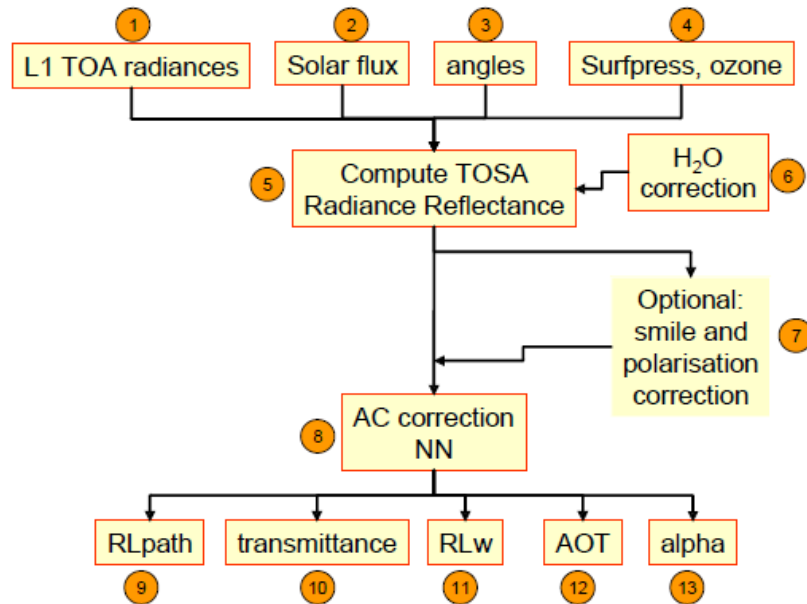 1
2
3
4
L1 TOA radiances
Solar flux
angles
Surfpress, ozone
5
Compute TOSA
Radiance Reflectance
H₂O
correction
6
Optional:
smile and
polarisation
correction
7
8
AC correction
NN
RLpath
transmittance
RLw
AOT
alpha
9
10
11
12
13